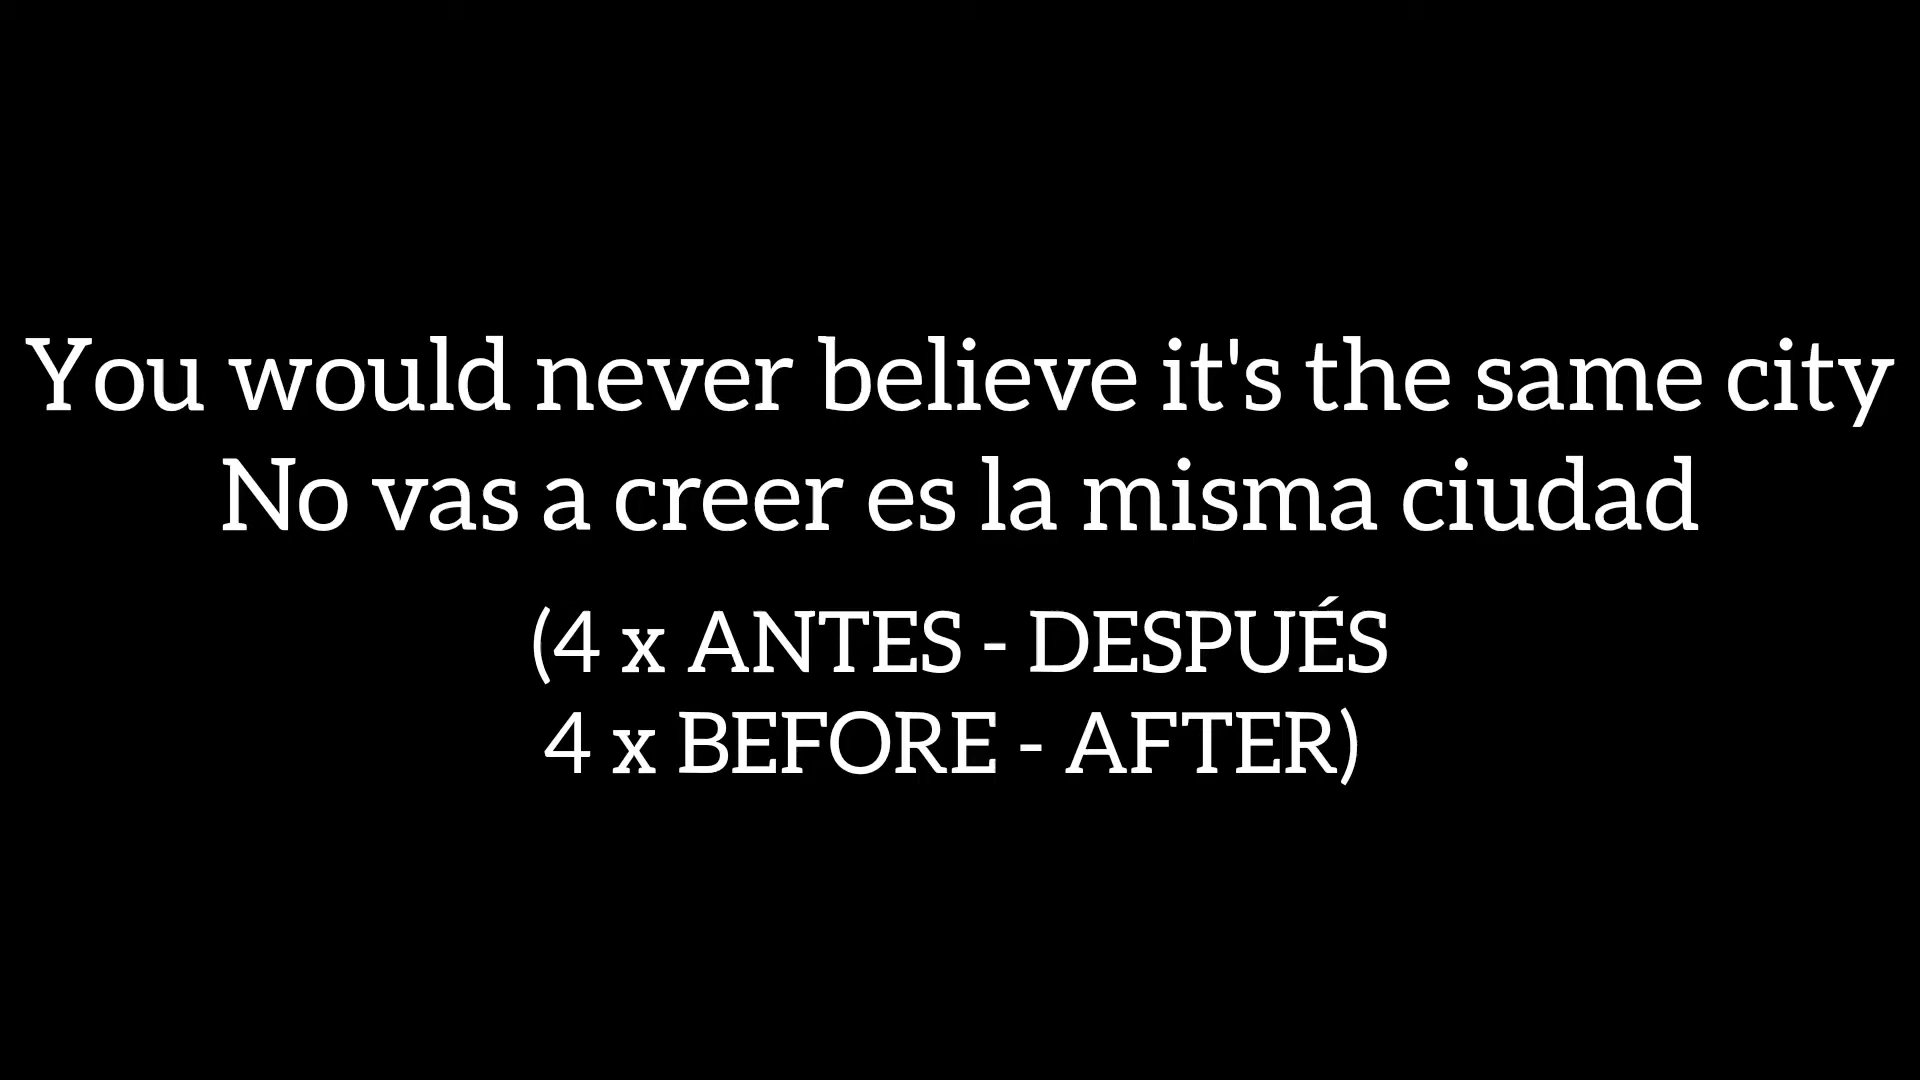 You would never believe it's the same city
No vas a creer es la misma ciudad
(4 x ANTES - DESPUÉS
4 x BEFORE - AFTER)